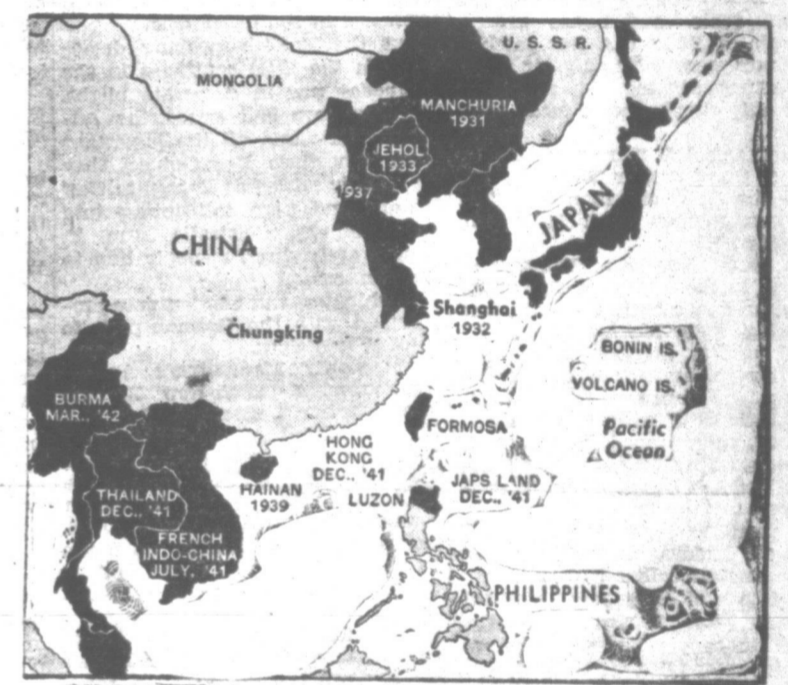 U. S. S. R.
MONGOLIA
MANCHURIA
1931
JEHOL
1933
1937
JAPAN
CHINA
Shanghai
1932
Chungking
BONIN IS.
VOLCANO IS.
Pacific
Ocean
BURMA
MAR., '42
FORMOSA
HONG
KONG
DEC., '41
HAINAN
1939
JAPS LAND
DEC., '41
LUZON
THAILAND
DEC., '41
FRENCH
INDO-CHINA
JULY, '41
PHILIPPINES